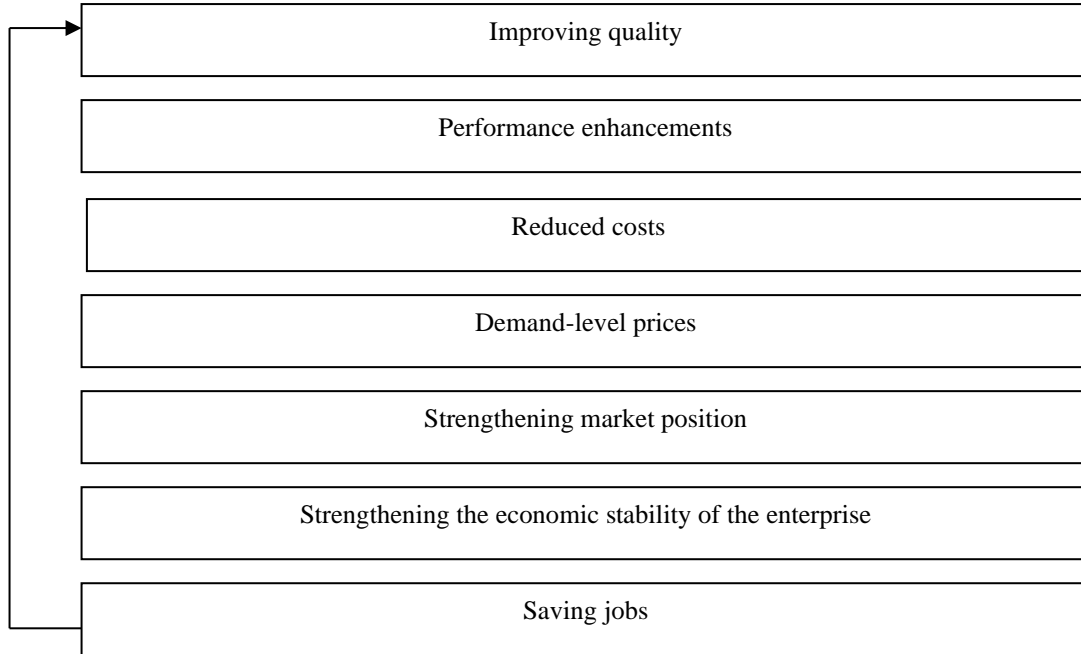 Improving quality
Performance enhancements
Reduced costs
Demand-level prices
Strengthening market position
Strengthening the economic stability of the enterprise
Saving jobs